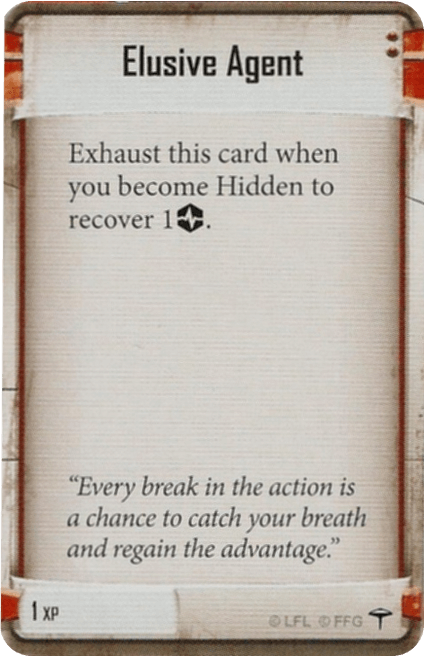 Elusive Agent
Exhaust this card when
you become Hidden to
recover 1.
“Every break in the action is
a chance to catch your breath
and regain the advantage.”
1 XP
© LFL © FFG